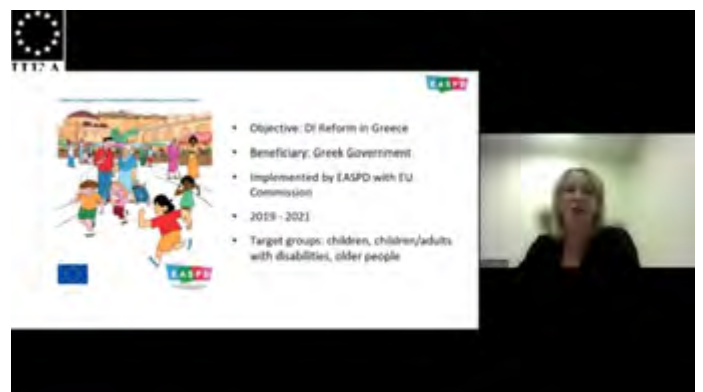 IIEA
EASPD
• Objective: DI Reform in Greece
• Beneficiary: Greek Government
• Implemented by EASPD with EU
Commission
• 2019 - 2021
• Target groups: children, children/adults
with disabilities, older people
EASPD